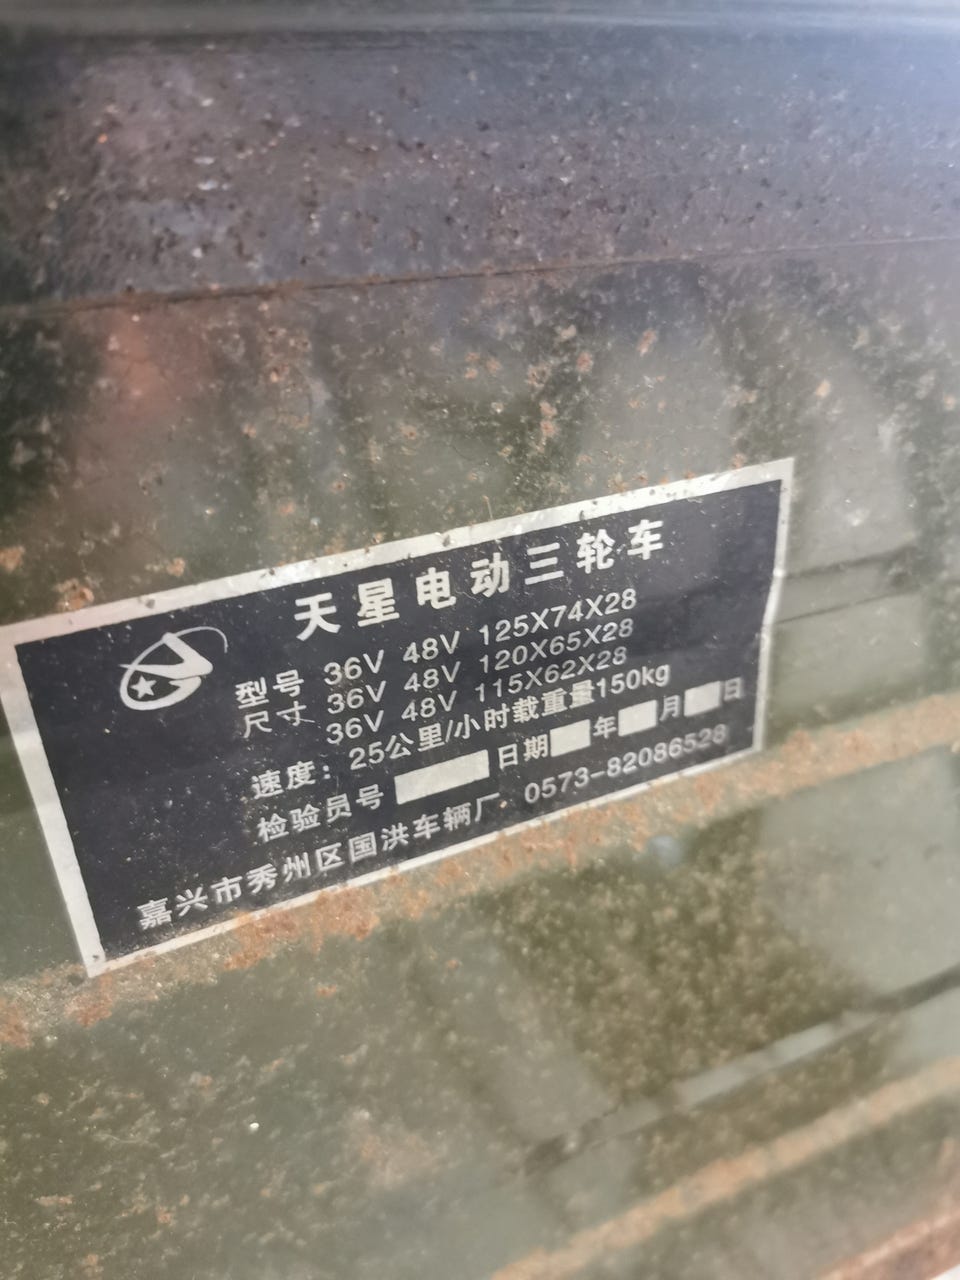 天星电动三轮车
型号 36V 48V 125X74X28
尺寸 36V 48V 120X65X28
36V 48V 115X62X28
速度：25公里/小时载重量150kg
检验员号 日期 年 月 日
嘉兴市秀州区国洪车辆厂 0573-82086528